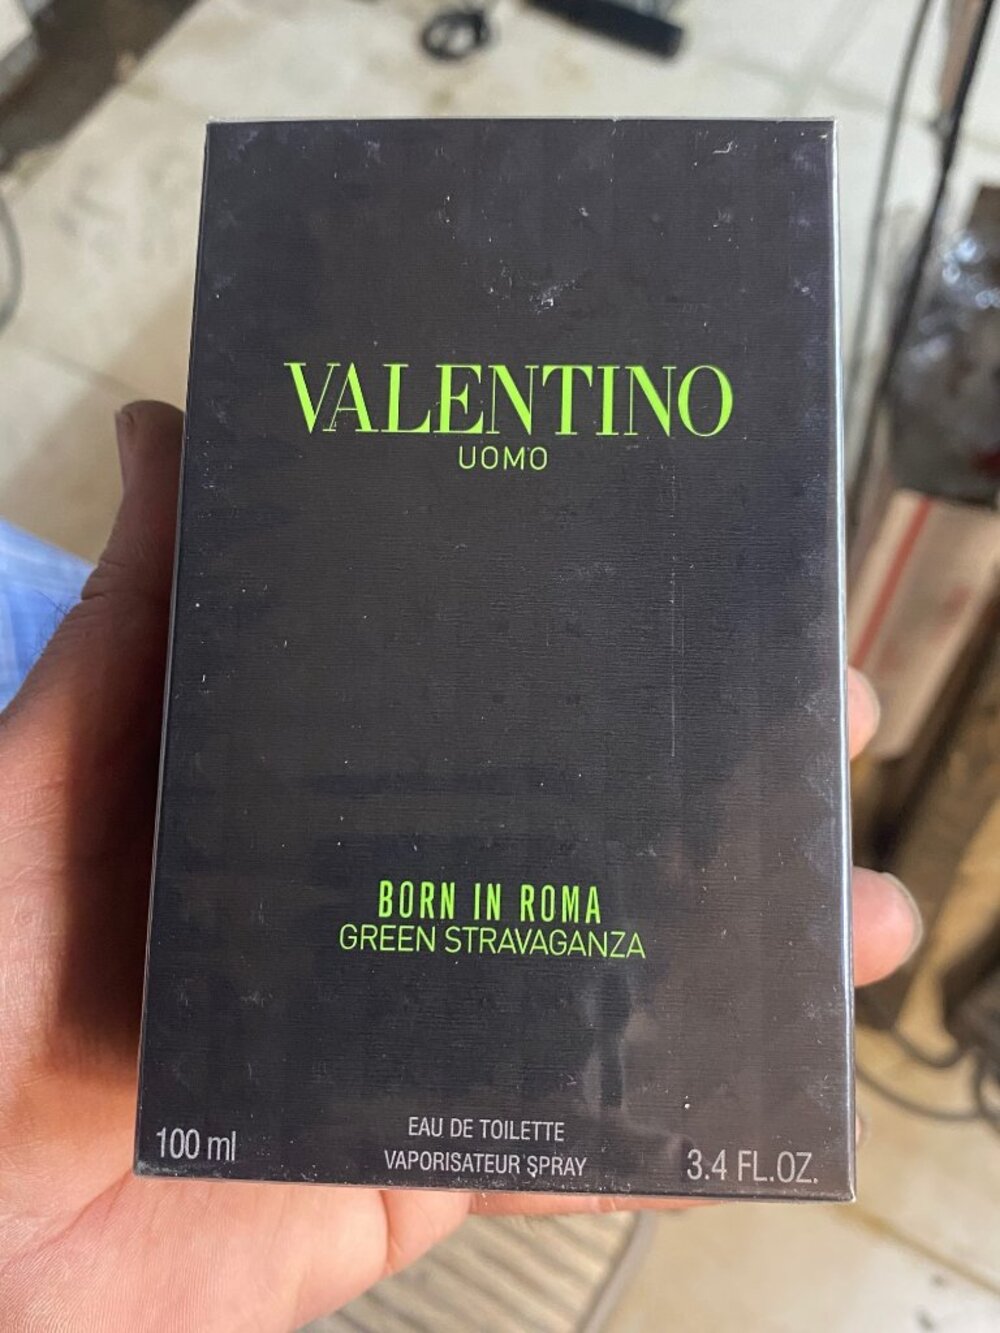 VALENTINO
UOMO
BORN IN ROMA
GREEN STRAVAGANZA
EAU DE TOILETTE
VAPORISATEUR SPRAY
100 ml
3.4 FL.OZ.